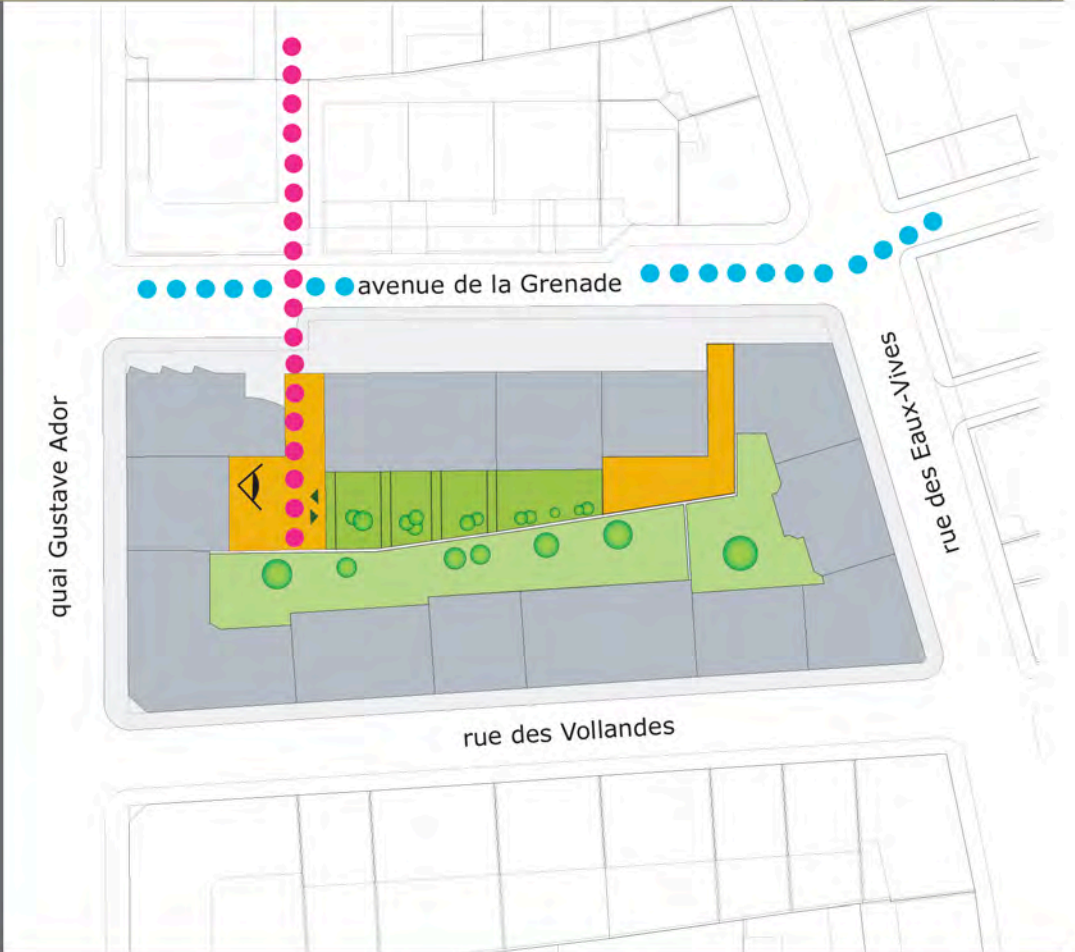 avenue de la Grenade
quai Gustave Ador
rue des Eaux-Vives
rue des Vollandes